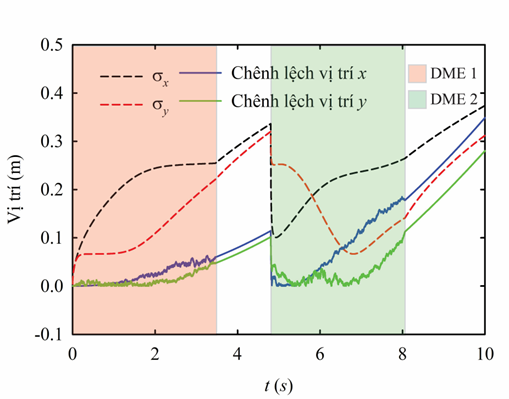 0.5
0.4
0.3
0.2
0.1
0.0
-0.1
Vị trí (m)
σx Chênh lệch vị trí x
σy Chênh lệch vị trí y
DME 1
DME 2
0 2 4 6 8 10
t (s)